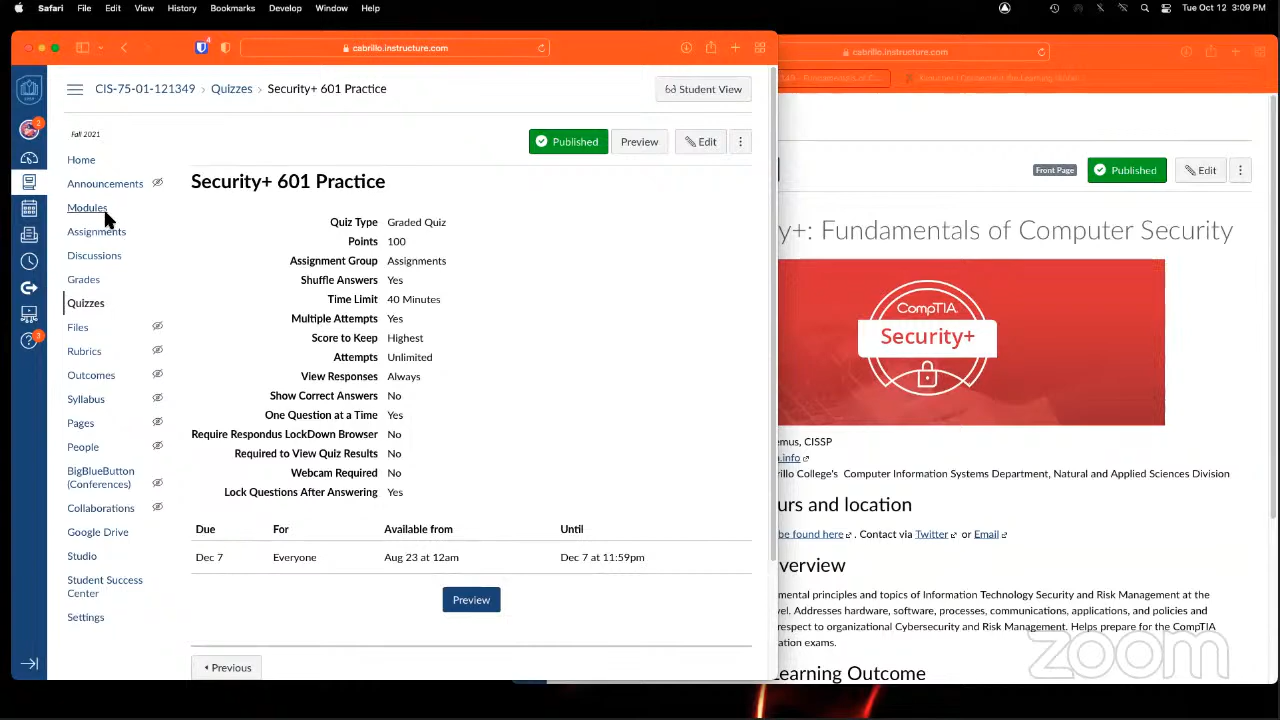 Safari File Edit View History Bookmarks Develop Window Help Tue Oct 12 3:09 PM
4
cabrillo.instructure.com
CIS-75-01-121349 › Quizzes › Security+ 601 Practice
Student View
Fall 2021
2
3
Home
Announcements
Modules
Assignments
Discussions
Grades
Quizzes
Files
Rubrics
Outcomes
Syllabus
Pages
People
BigBlueButton
(Conferences)
Collaborations
Google Drive
Studio
Student Success
Center
Settings
Published Preview Edit
Security+ 601 Practice
Quiz Type Graded Quiz
Points 100
Assignment Group Assignments
Shuffle Answers Yes
Time Limit 40 Minutes
Multiple Attempts Yes
Score to Keep Highest
Attempts Unlimited
View Responses Always
Show Correct Answers No
One Question at a Time Yes
Require Respondus LockDown Browser No
Required to View Quiz Results No
Webcam Required No
Lock Questions After Answering Yes
Due For Available from Until
Dec 7 Everyone Aug 23 at 12am Dec 7 at 11:59pm
Preview
Previous
cabrillo.instructure.com
Front Page Published Edit
y+: Fundamentals of Computer Security
CompTIA.
Security+
emus, CISSP
a.info
rillo College's Computer Information Systems Department, Natural and Applied Sciences Division
urs and location
be found here . Contact via Twitter or Email
verview
mental principles and topics of Information Technology Security and Risk Management at the
vel. Addresses hardware, software, processes, communications, applications, and policies and
respect to organizational Cybersecurity and Risk Management. Helps prepare for the CompTIA
ation exams.
earning Outcome
zoom